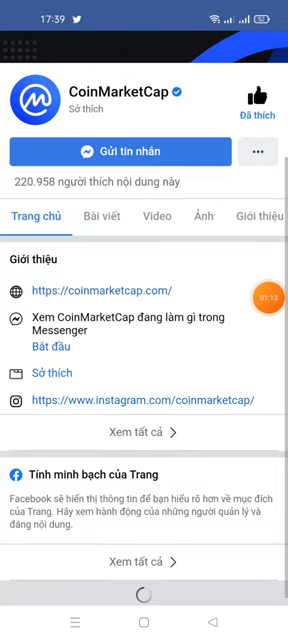 17:39
52
CoinMarketCap
Sở thích
Đã thích
Gửi tin nhắn
220.958 người thích nội dung này
Trang chủ Bài viết Video Ảnh Giới thiệu
Giới thiệu
https://coinmarketcap.com/
01:13
Xem CoinMarketCap đang làm gì trong
Messenger
Bắt đầu
Sở thích
https://www.instagram.com/coinmarketcap/
Xem tất cả
Tính minh bạch của Trang
Facebook sẽ hiển thị thông tin để bạn hiểu rõ hơn về mục đích
của Trang. Hãy xem hành động của những người quản lý và
đăng nội dung.
Xem tất cả